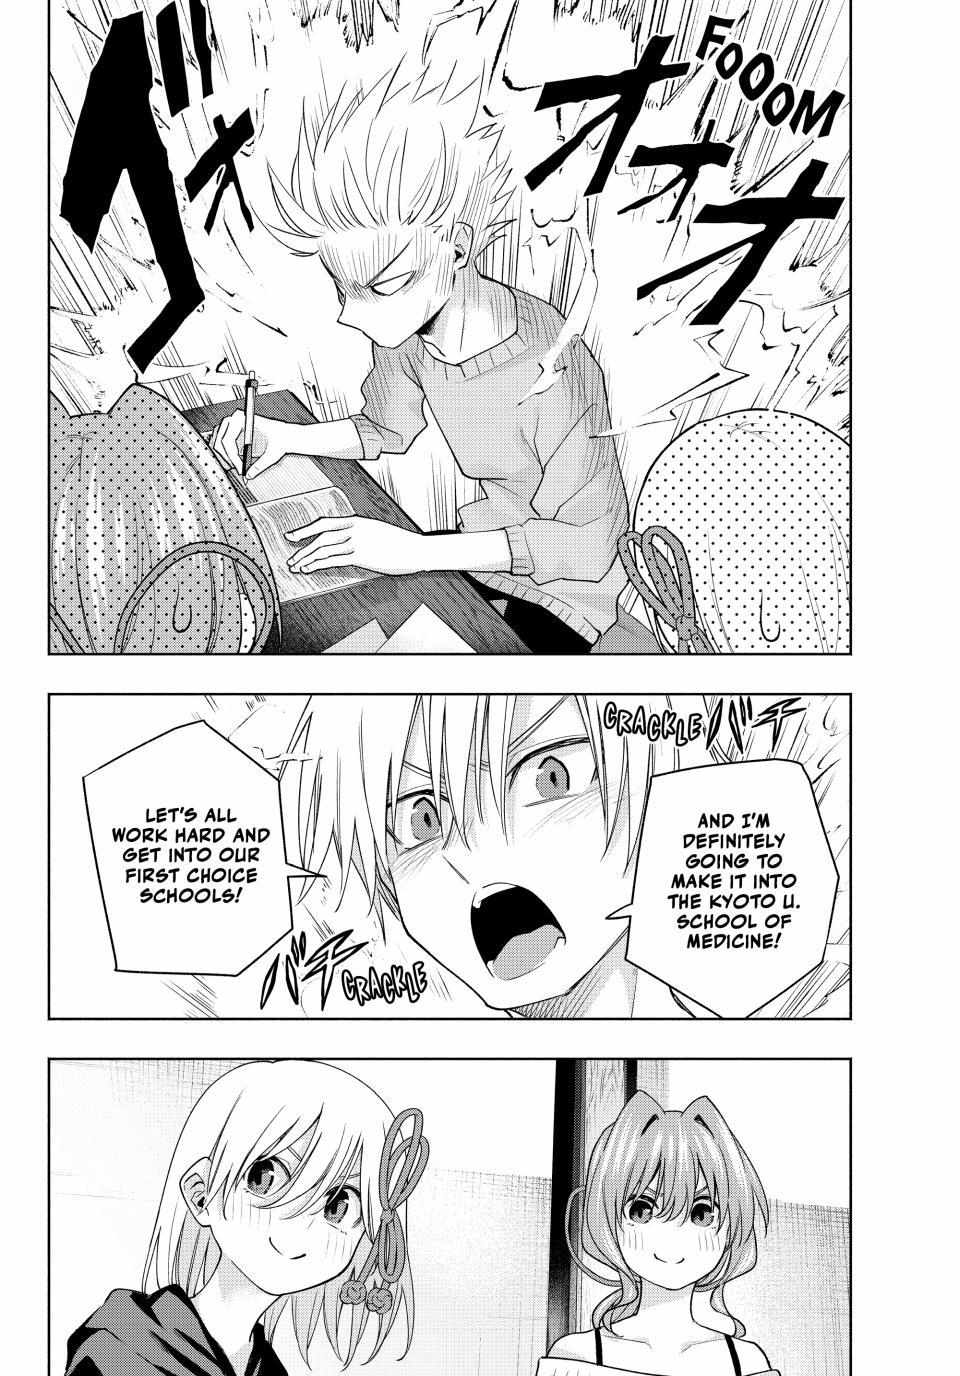 FOOOM
グオオオオオ
CRACKLE
バチ
AND I'M
DEFINITELY
GOING TO
MAKE IT INTO
THE KYOTO U.
SCHOOL OF
MEDICINE!
LET'S ALL
WORK HARD AND
GET INTO OUR
FIRST CHOICE
SCHOOLS!
バチ
CRACKLE